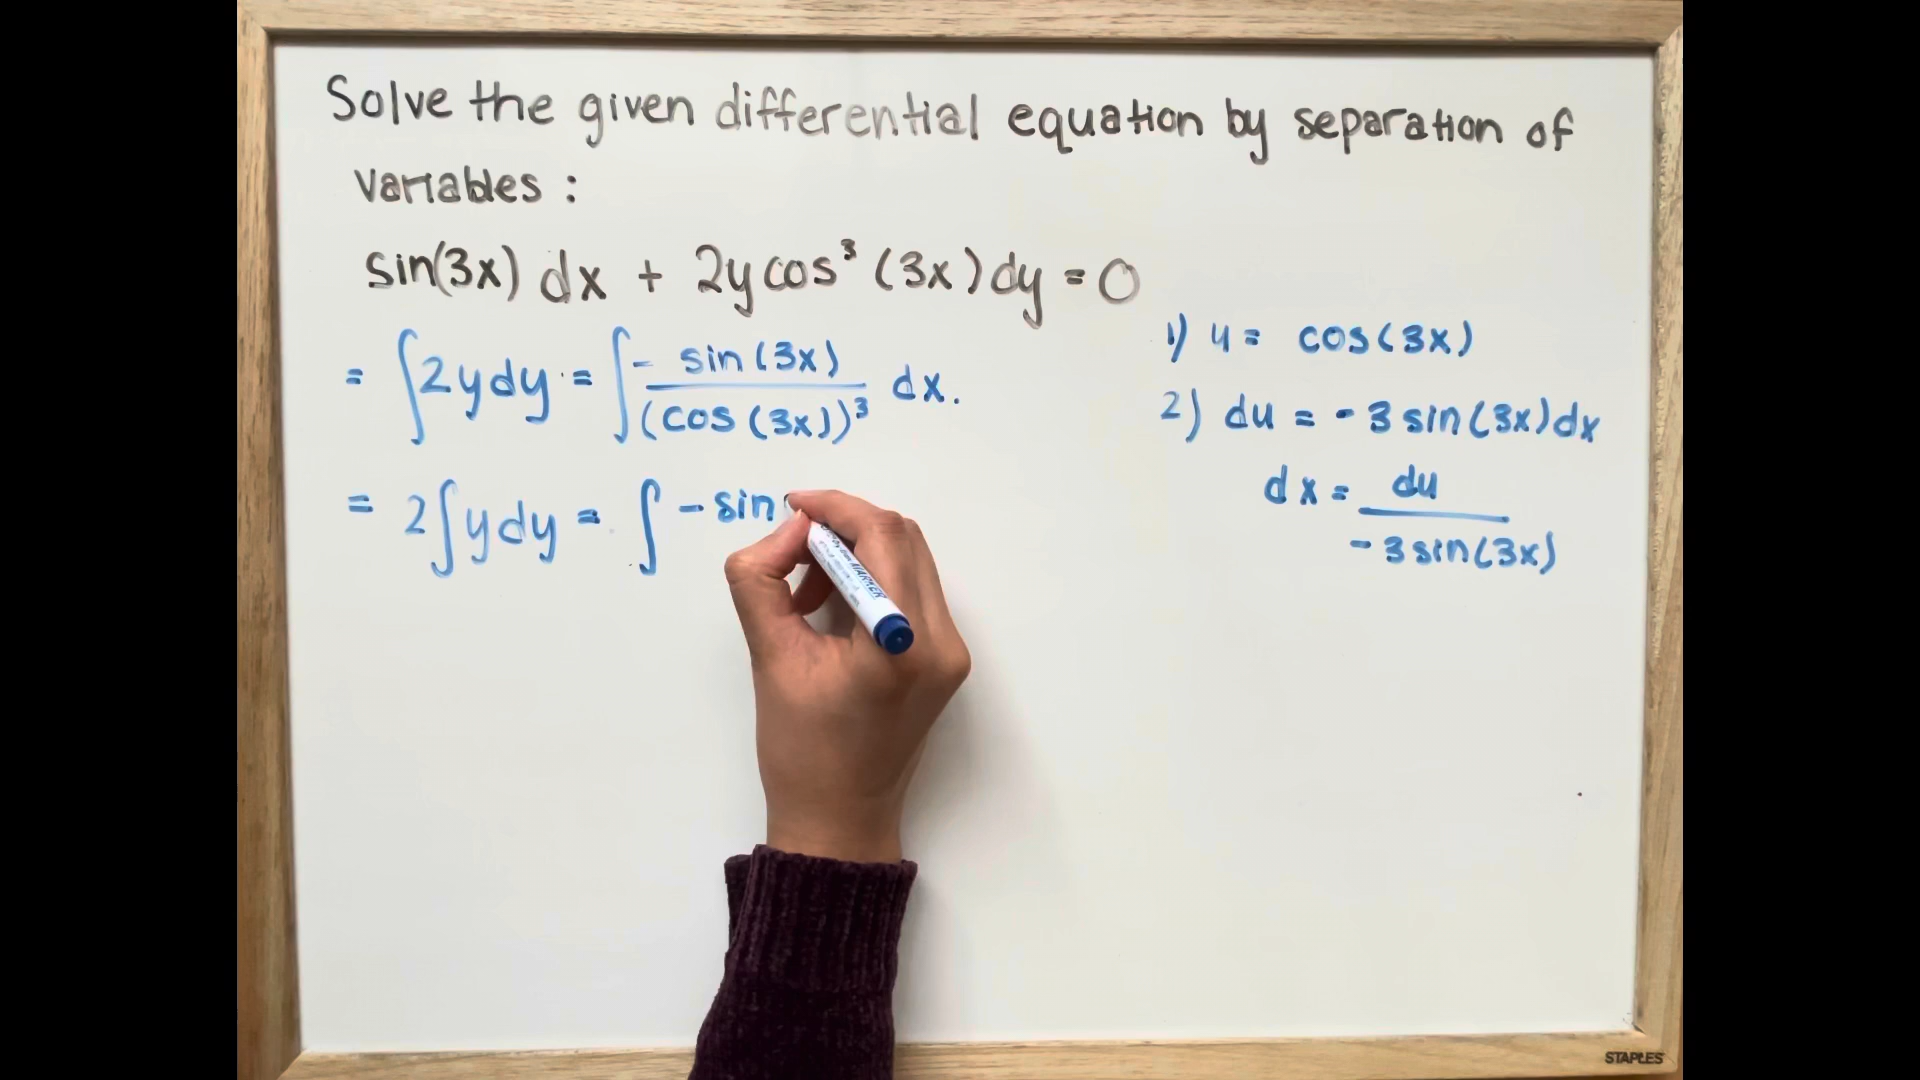 Solve the given differential equation by separation of
variables :
sin(3x) dx + 2y cos³ (3x) dy = 0
= ∫ 2y dy = ∫ - sin (3x) / (cos (3x))³ dx.
= 2 ∫ y dy = ∫ - sin
1) u = cos(3x)
2) du = - 3 sin(3x) dx
dx = du / - 3 sin(3x)
MARKER
STAPLES